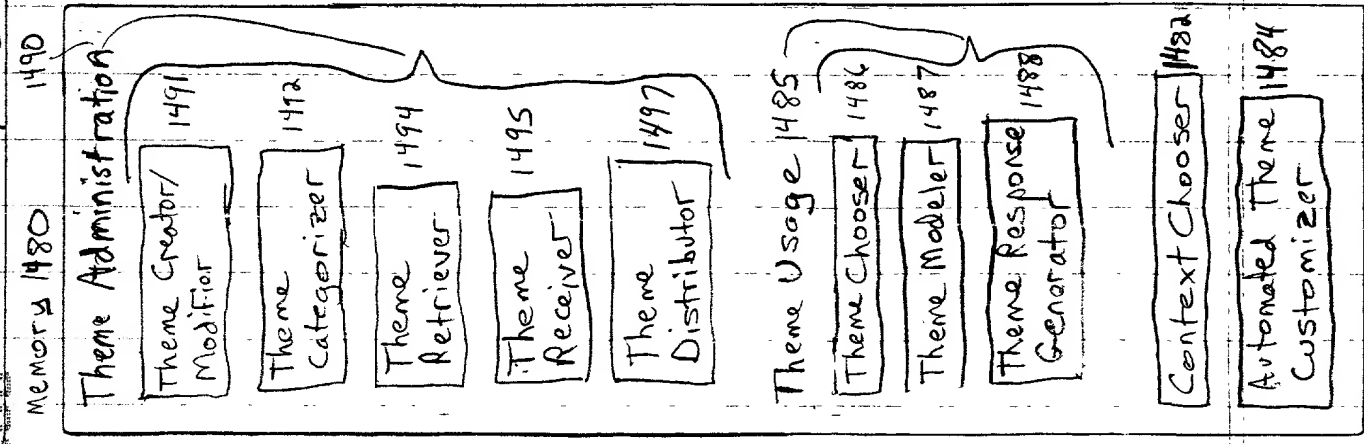 Memory 1480
1490
Theme Administration
Theme Creator/
Modifier
1491
Theme
Categorizer
1492
Theme
Retriever
1494
Theme
Receiver
1495
Theme
Distributor
1497
Theme Usage 1485
Theme Chooser 1486
Theme Modeler 1487
Theme Response
Generator
1488
Context Chooser 1482
Automated Theme 1484
Customizer